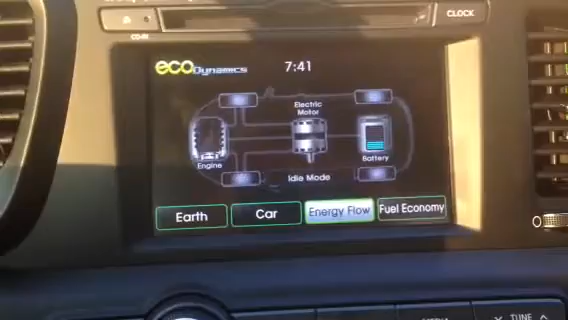 CLOCK
CD-IN
eco Dynamics
7:41
Electric
Motor
Engine
Battery
Idle Mode
Earth
Car
Energy Flow
Fuel Economy
TUNE